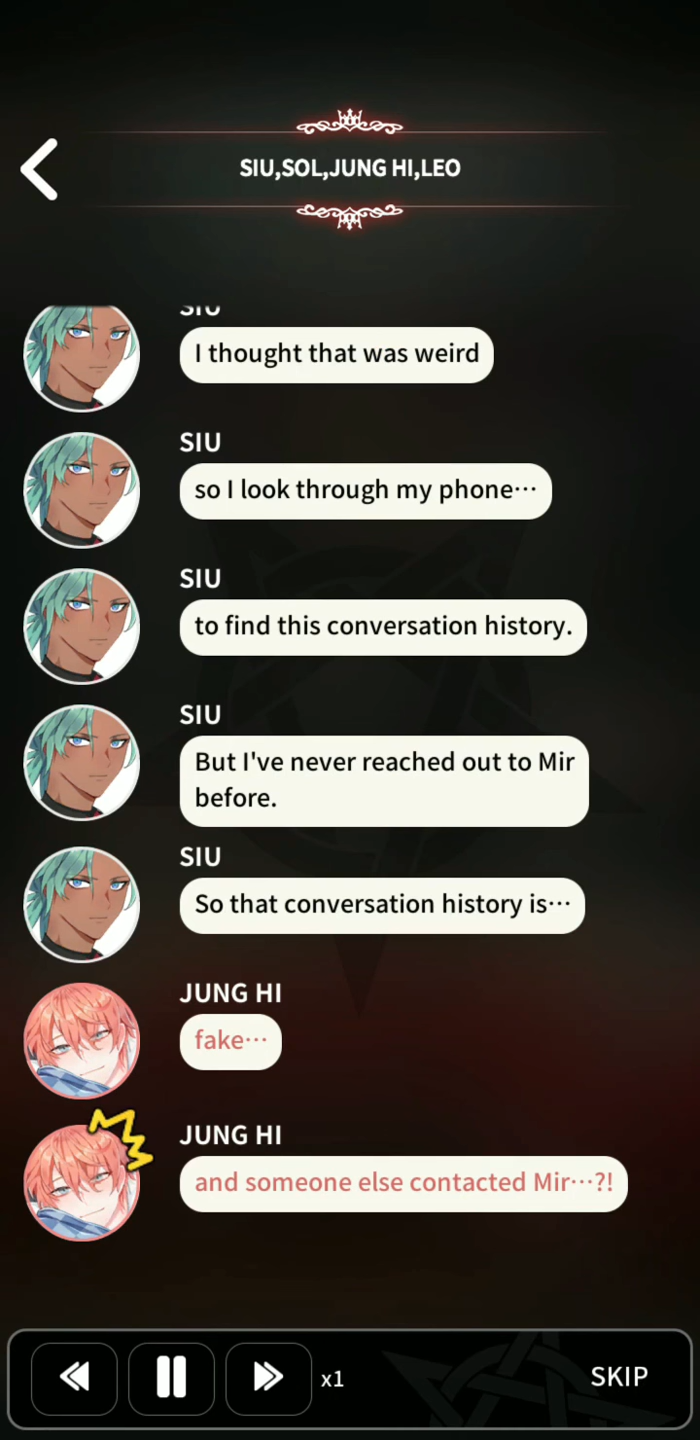 SIU,SOL,JUNG HI,LEO
SIU
I thought that was weird
SIU
so I look through my phone···
SIU
to find this conversation history.
SIU
But I've never reached out to Mir
before.
SIU
So that conversation history is···
JUNG HI
fake···
JUNG HI
and someone else contacted Mir···?!
x1
SKIP